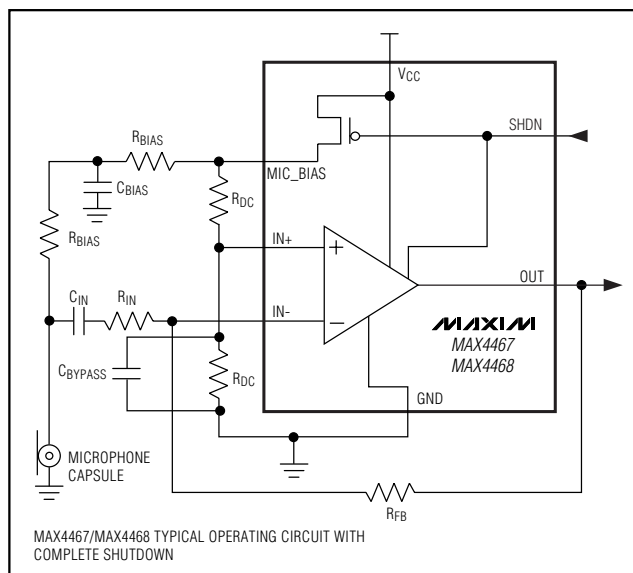 VCC
SHDN
RBIAS
MIC_BIAS
CBIAS
RDC
RBIAS
IN+
+
OUT
CIN
RIN
IN-
−
MAXIM
MAX4467
MAX4468
CBYPASS
RDC
GND
MICROPHONE
CAPSULE
RFB
MAX4467/MAX4468 TYPICAL OPERATING CIRCUIT WITH
COMPLETE SHUTDOWN